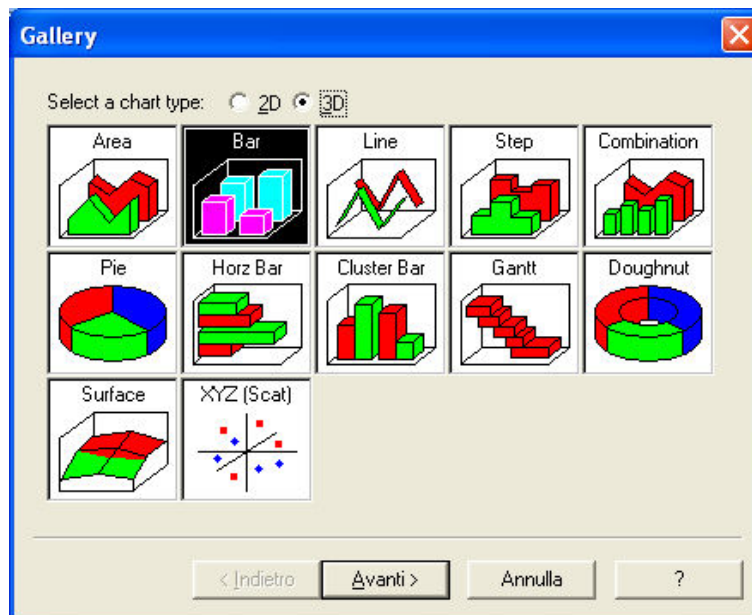 Gallery
Select a chart type: 2D 3D
Area Bar Line Step Combination
Pie Horz Bar Cluster Bar Gantt Doughnut
Surface XYZ (Scat)
< Indietro Avanti > Annulla ?